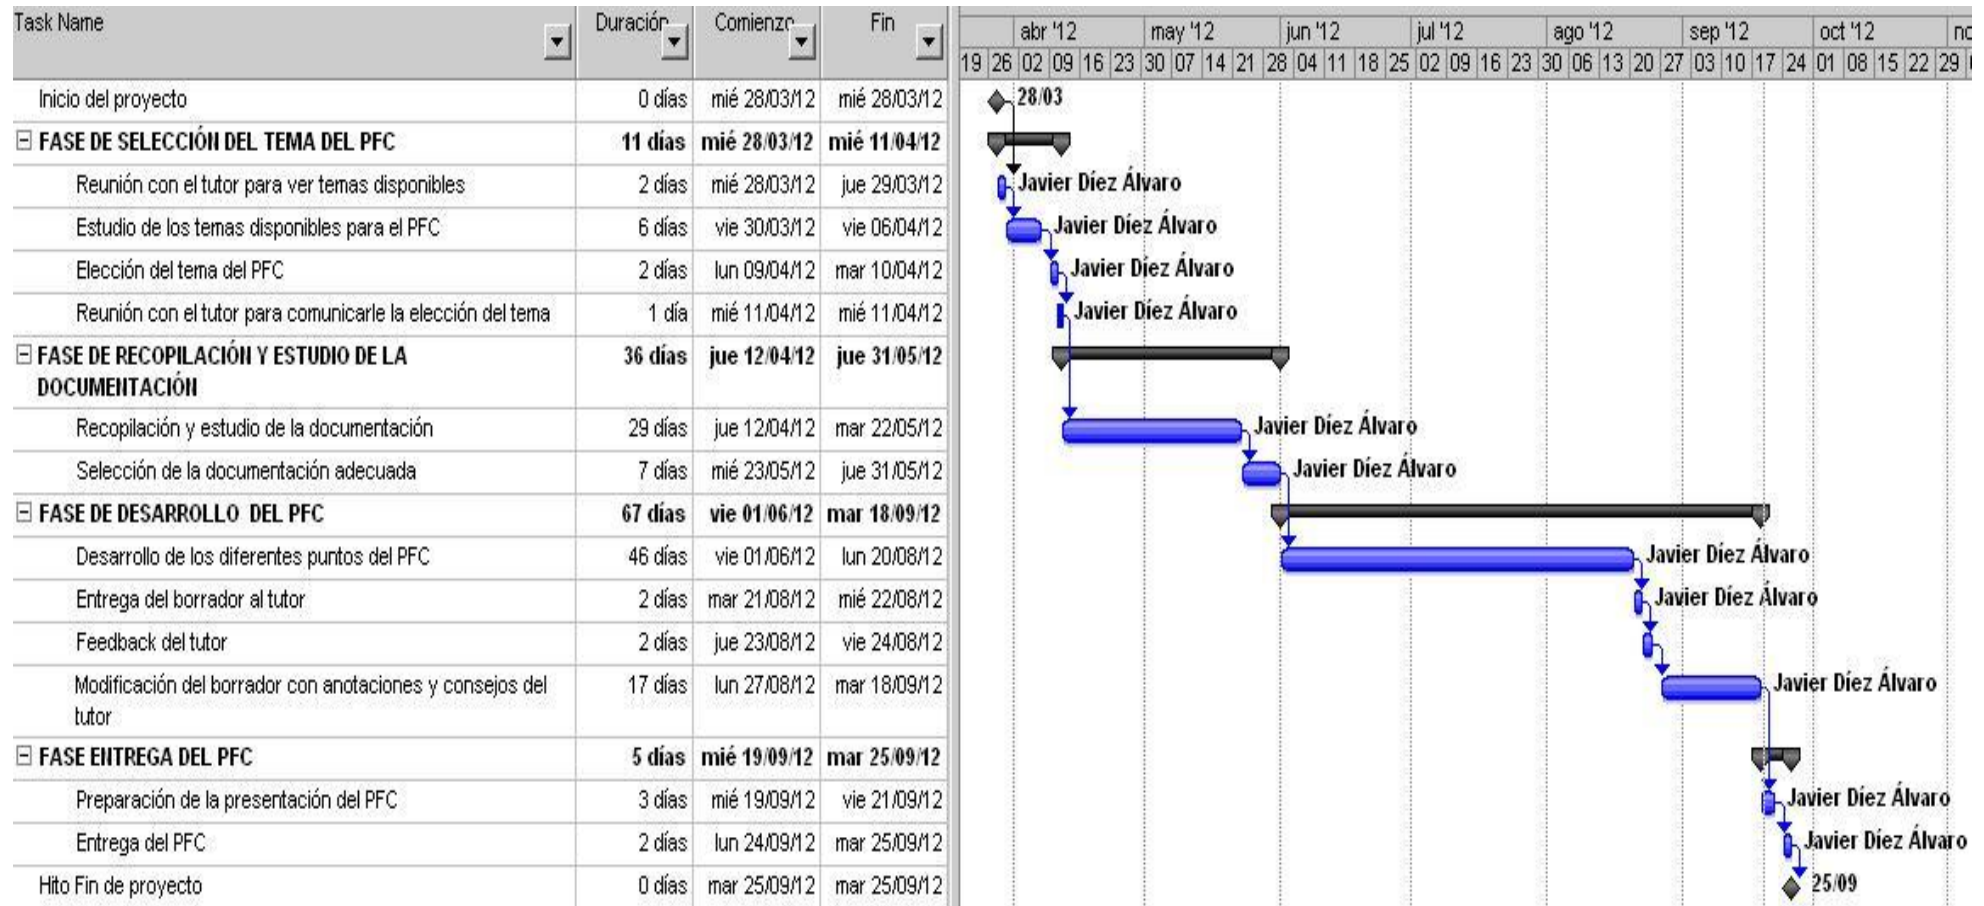 Task Name Duración Comienzo Fin
abr '12 may '12 jun '12 jul '12 ago '12 sep '12 oct '12
19 26 02 09 16 23 30 07 14 21 28 04 11 18 25 02 09 16 23 30 06 13 20 27 03 10 17 24 01 08 15 22 29
Inicio del proyecto 0 días mié 28/03/12 mié 28/03/12 28/03
FASE DE SELECCIÓN DEL TEMA DEL PFC 11 días mié 28/03/12 mié 11/04/12
Reunión con el tutor para ver temas disponibles 2 días mié 28/03/12 jue 29/03/12 Javier Díez Álvaro
Estudio de los temas disponibles para el PFC 6 días vie 30/03/12 vie 06/04/12 Javier Díez Álvaro
Elección del tema del PFC 2 días lun 09/04/12 mar 10/04/12 Javier Díez Álvaro
Reunión con el tutor para comunicarle la elección del tema 1 día mié 11/04/12 mié 11/04/12 Javier Díez Álvaro
FASE DE RECOPILACIÓN Y ESTUDIO DE LA 36 días jue 12/04/12 jue 31/05/12
DOCUMENTACIÓN
Recopilación y estudio de la documentación 29 días jue 12/04/12 mar 22/05/12 Javier Díez Álvaro
Selección de la documentación adecuada 7 días mié 23/05/12 jue 31/05/12 Javier Díez Álvaro
FASE DE DESARROLLO DEL PFC 67 días vie 01/06/12 mar 18/09/12
Desarrollo de los diferentes puntos del PFC 46 días vie 01/06/12 lun 20/08/12 Javier Díez Álvaro
Entrega del borrador al tutor 2 días mar 21/08/12 mié 22/08/12 Javier Díez Álvaro
Feedback del tutor 2 días jue 23/08/12 vie 24/08/12
Modificación del borrador con anotaciones y consejos del 17 días lun 27/08/12 mar 18/09/12 Javier Díez Álvaro
tutor
FASE ENTREGA DEL PFC 5 días mié 19/09/12 mar 25/09/12
Preparación de la presentación del PFC 3 días mié 19/09/12 vie 21/09/12 Javier Díez Álvaro
Entrega del PFC 2 días lun 24/09/12 mar 25/09/12 Javier Díez Álvaro
Hito Fin de proyecto 0 días mar 25/09/12 mar 25/09/12 25/09